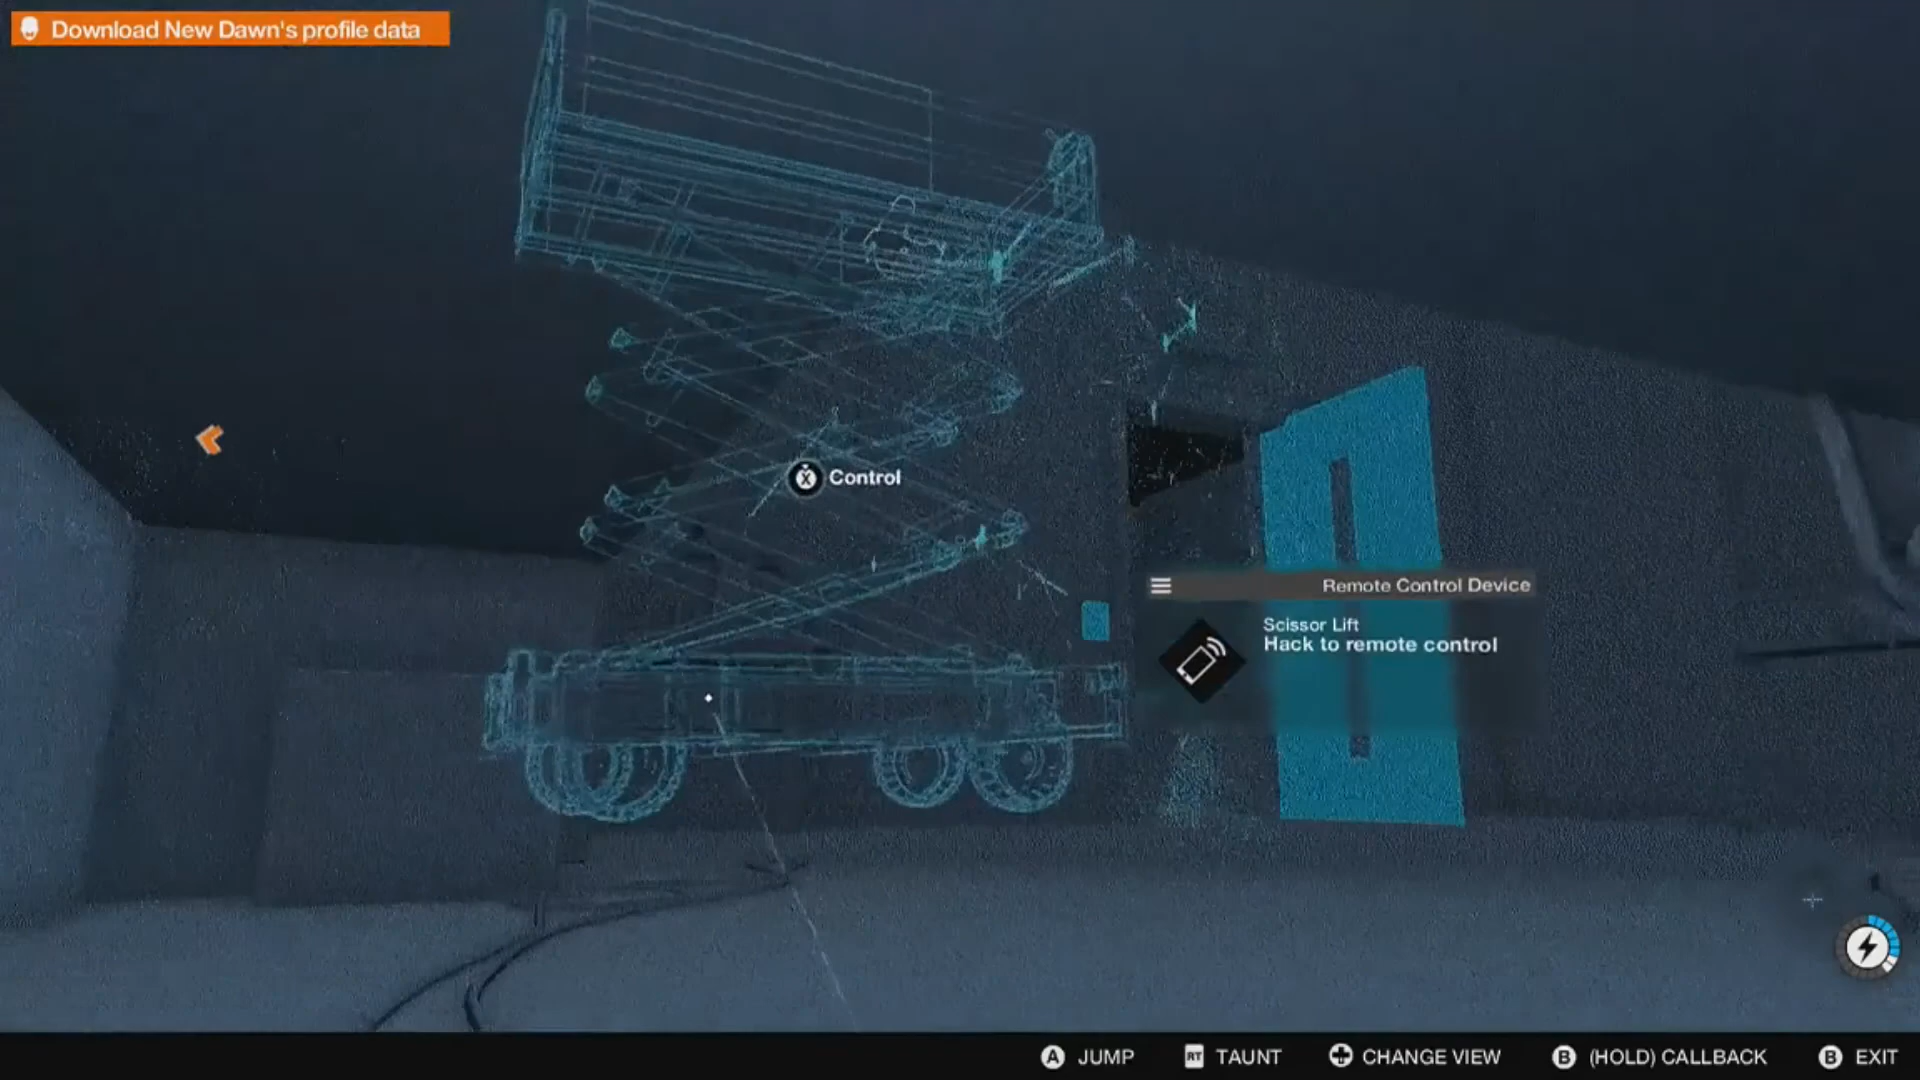 Download New Dawn's profile data
X Control
Remote Control Device
Scissor Lift
Hack to remote control
A JUMP RT TAUNT CHANGE VIEW B (HOLD) CALLBACK B EXIT